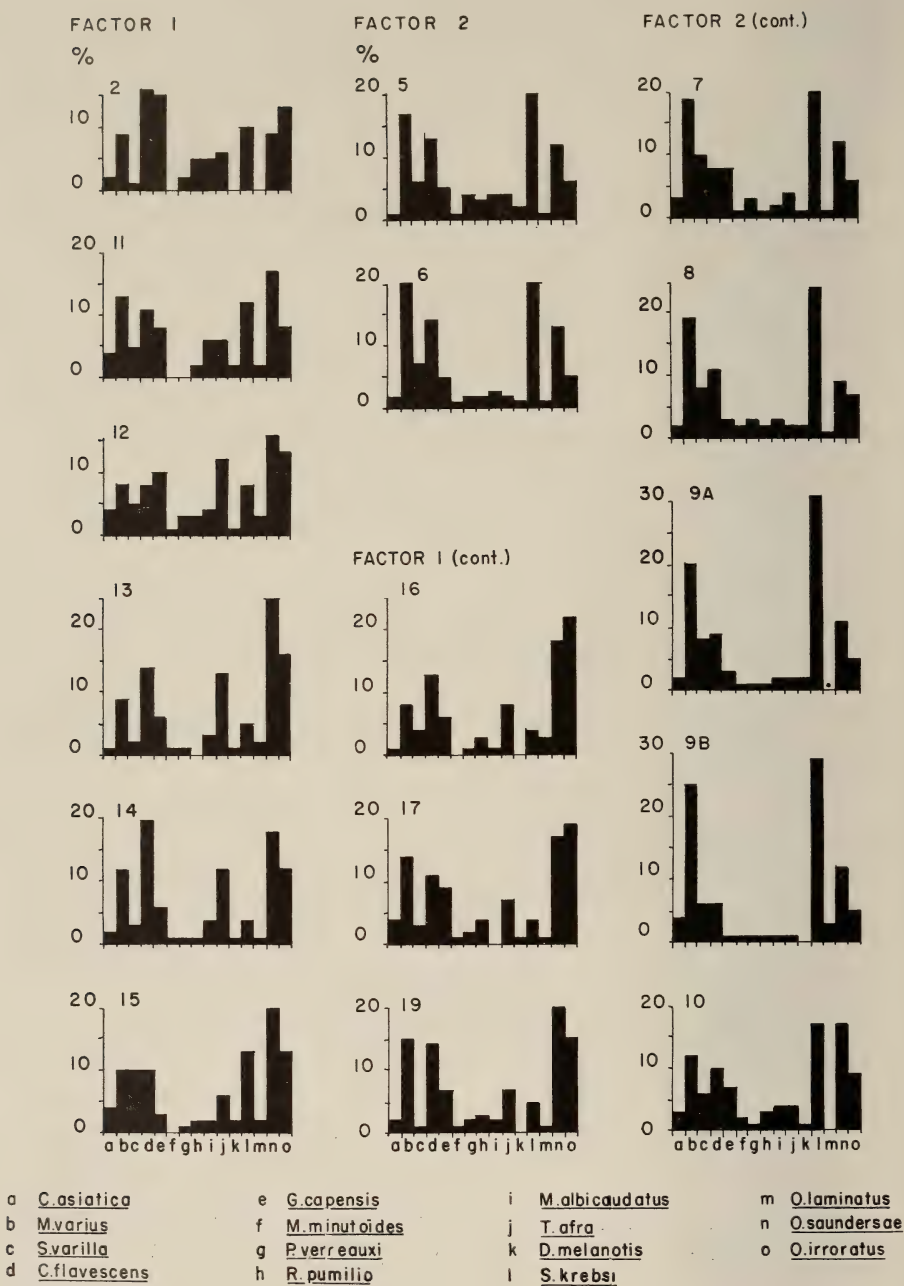 FACTOR 1
%
2
10
0
20
11
10
0
12
10
0
13
20
10
0
20
14
10
0
20
15
10
0
a b c d e f g h i j k l m n o
FACTOR 2
%
20
5
10
0
20
6
10
0
FACTOR 1 (cont.)
16
20
10
0
17
20
10
0
20
19
10
0
a b c d e f g h i j k l m n o
FACTOR 2 (cont.)
20
7
10
0
20
8
10
0
30
9A
20
10
0
30
9B
20
10
0
20
10
10
0
a b c d e f g h i j k l m n o
a C.asiatica
b M.varius
c S.varilla
d C.flavescens
e G.capensis
f M.minutoides
g P.verreauxi
h R.pumilio
i M.albicaudatus
j T.afra
k D.melanotis
l S.krebsi
m O.laminatus
n O.saundersae
o O.irroratus